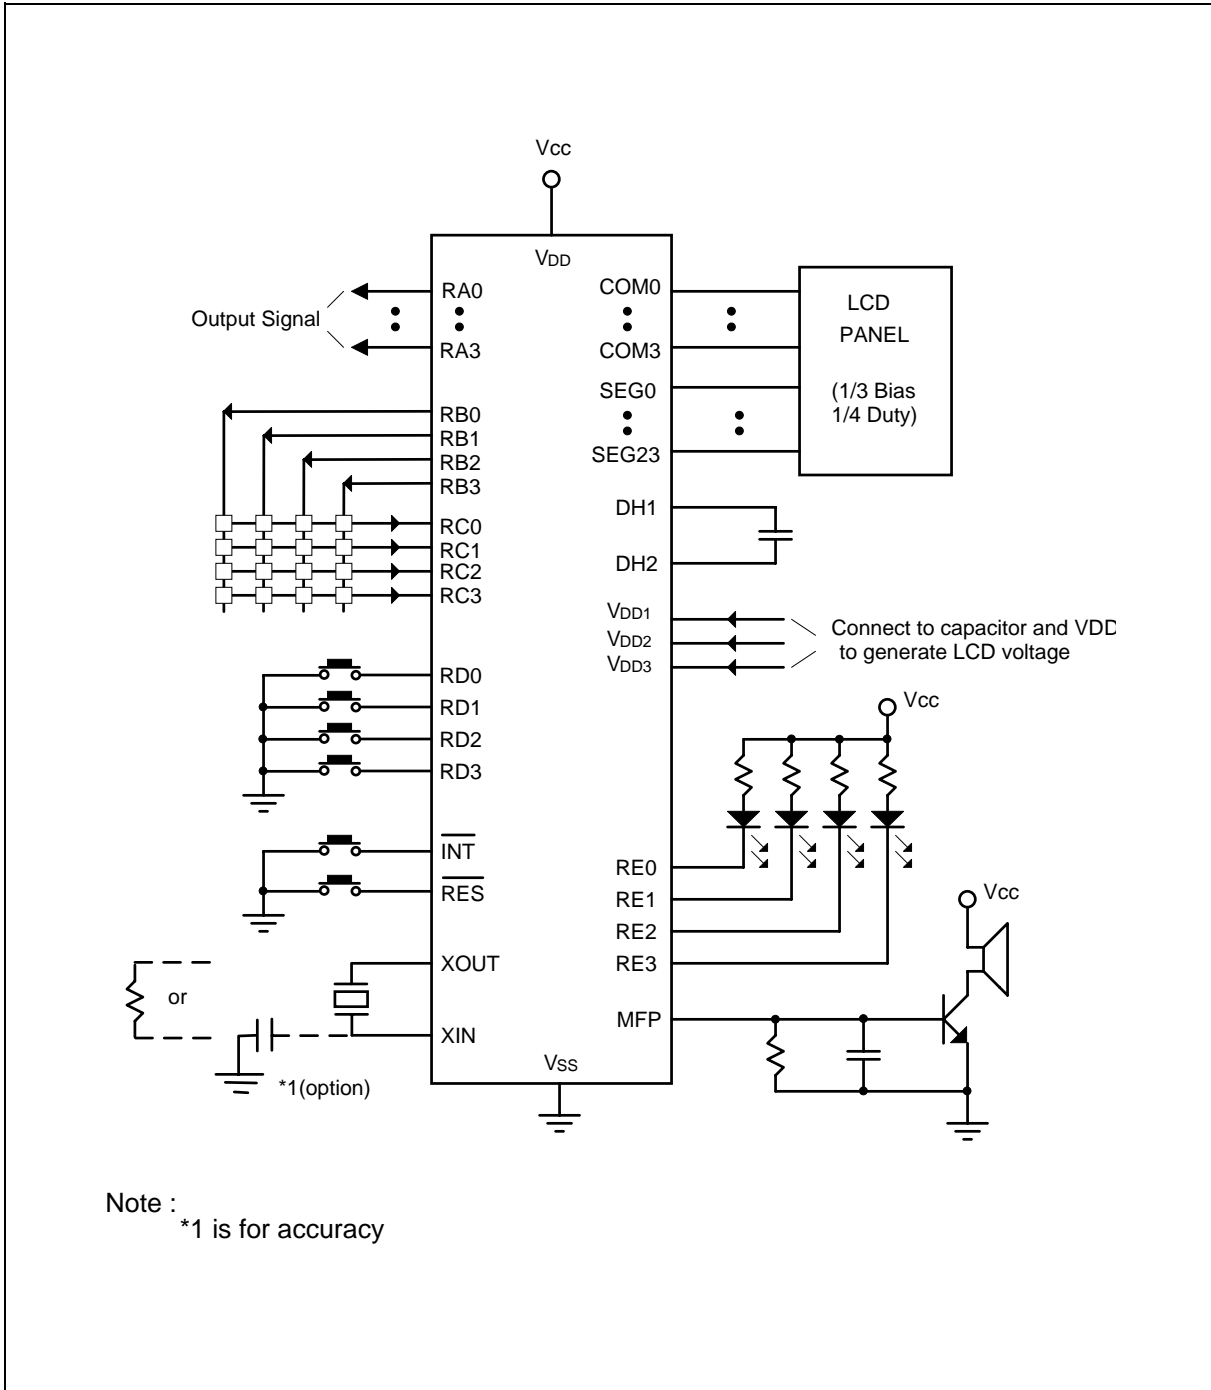 Vcc
VDD
Output Signal
RA0
RA3
RB0
RB1
RB2
RB3
RC0
RC1
RC2
RC3
RD0
RD1
RD2
RD3
INT
RES
XOUT
or
XIN
*1(option)
VSS
COM0
COM3
SEG0
SEG23
LCD
PANEL
(1/3 Bias
1/4 Duty)
DH1
DH2
VDD1
VDD2
VDD3
Connect to capacitor and VDD
to generate LCD voltage
Vcc
RE0
RE1
RE2
RE3
Vcc
MFP
Note :
*1 is for accuracy